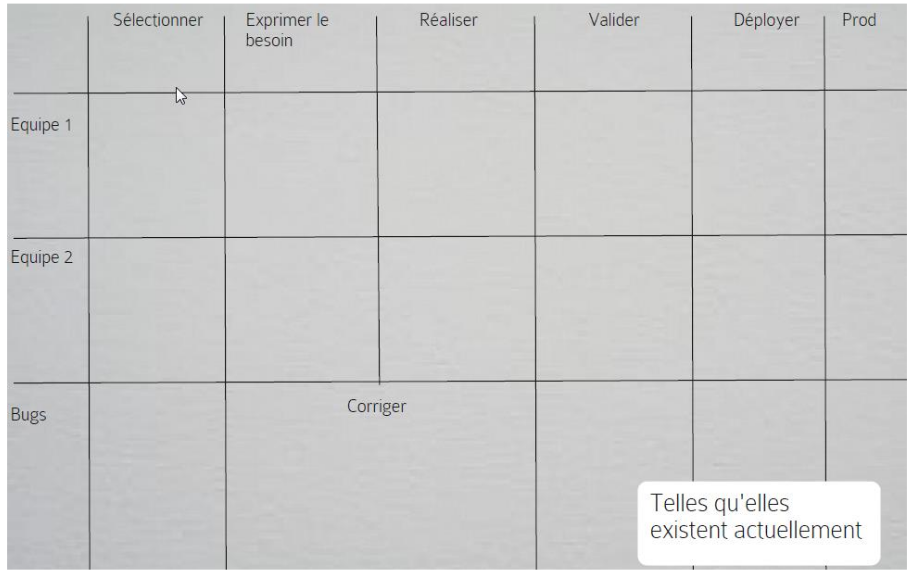 Sélectionner
Exprimer le
besoin
Réaliser
Valider
Déployer
Prod
Equipe 1
Equipe 2
Bugs
Corriger
Telles qu'elles
existent actuellement